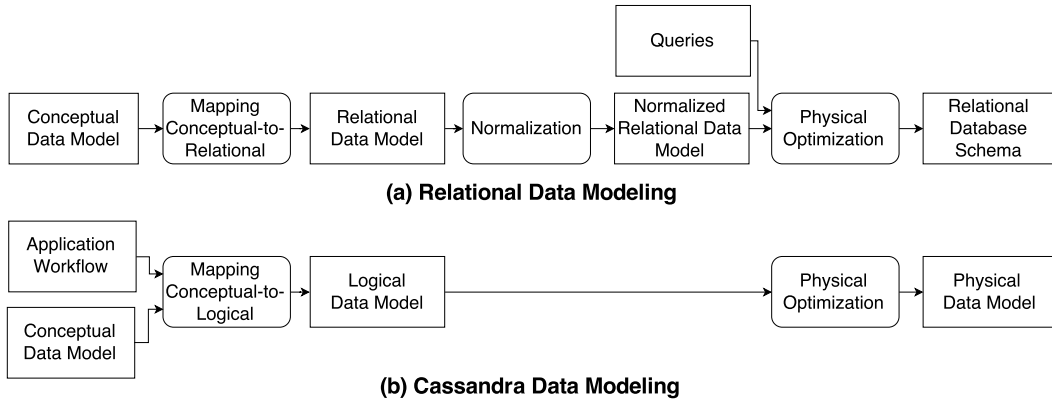 Queries
Conceptual
Data Model
Mapping
Conceptual-to-
Relational
Relational
Data Model
Normalization
Normalized
Relational Data
Model
Physical
Optimization
Relational
Database
Schema
(a) Relational Data Modeling
Application
Workflow
Conceptual
Data Model
Mapping
Conceptual-to-
Logical
Logical
Data Model
Physical
Optimization
Physical
Data Model
(b) Cassandra Data Modeling